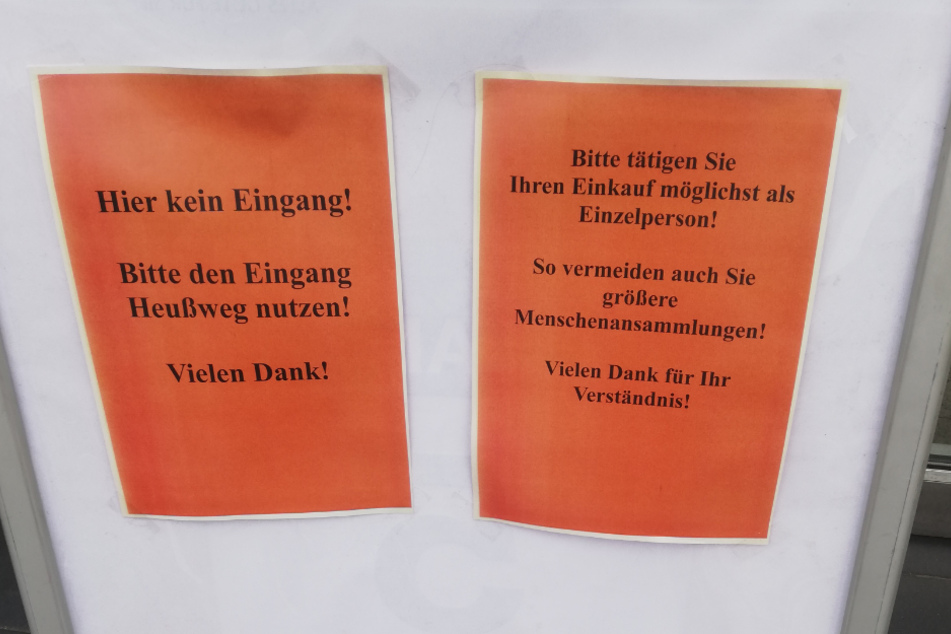 Hier kein Eingang!
Bitte den Eingang
Heußweg nutzen!
Vielen Dank!
Bitte tätigen Sie
Ihren Einkauf möglichst als
Einzelperson!
So vermeiden auch Sie
größere
Menschenansammlungen!
Vielen Dank für Ihr
Verständnis!